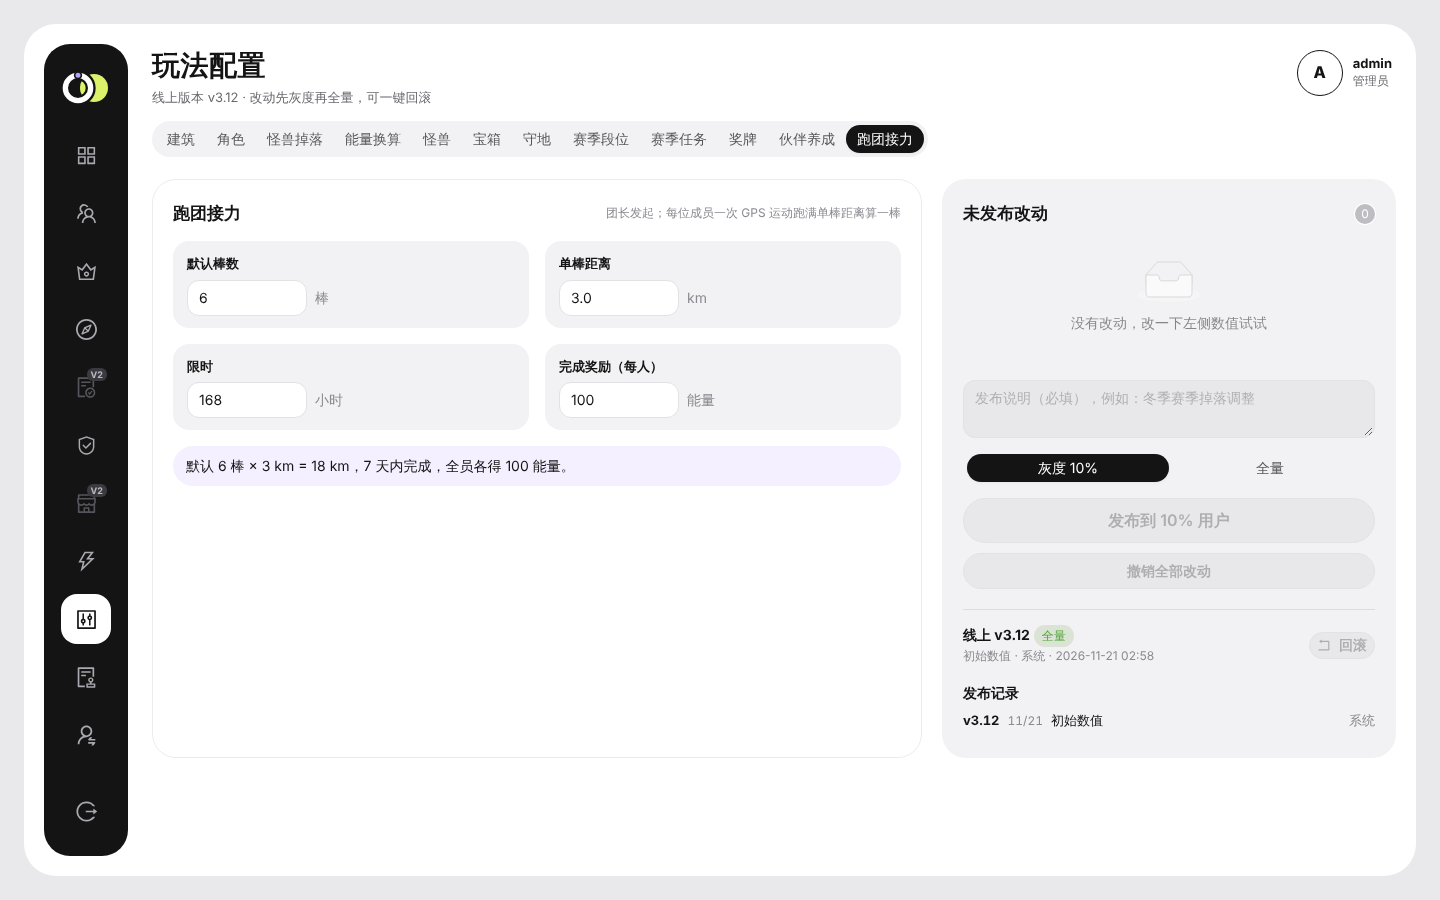 玩法配置
线上版本 v3.12 · 改动先灰度再全量，可一键回滚
A
admin
管理员
建筑 角色 怪兽掉落 能量换算 怪兽 宝箱 守地 赛季段位 赛季任务 奖牌 伙伴养成 跑团接力
V2
V2
跑团接力
团长发起；每位成员一次 GPS 运动跑满单棒距离算一棒
默认棒数
6 棒
单棒距离
3.0 km
限时
168 小时
完成奖励（每人）
100 能量
默认 6 棒 × 3 km = 18 km，7 天内完成，全员各得 100 能量。
未发布改动
0
没有改动，改一下左侧数值试试
发布说明（必填），例如：冬季赛季掉落调整
灰度 10% 全量
发布到 10% 用户
撤销全部改动
线上 v3.12 全量
初始数值 · 系统 · 2026-11-21 02:58
回滚
发布记录
v3.12 11/21 初始数值 系统